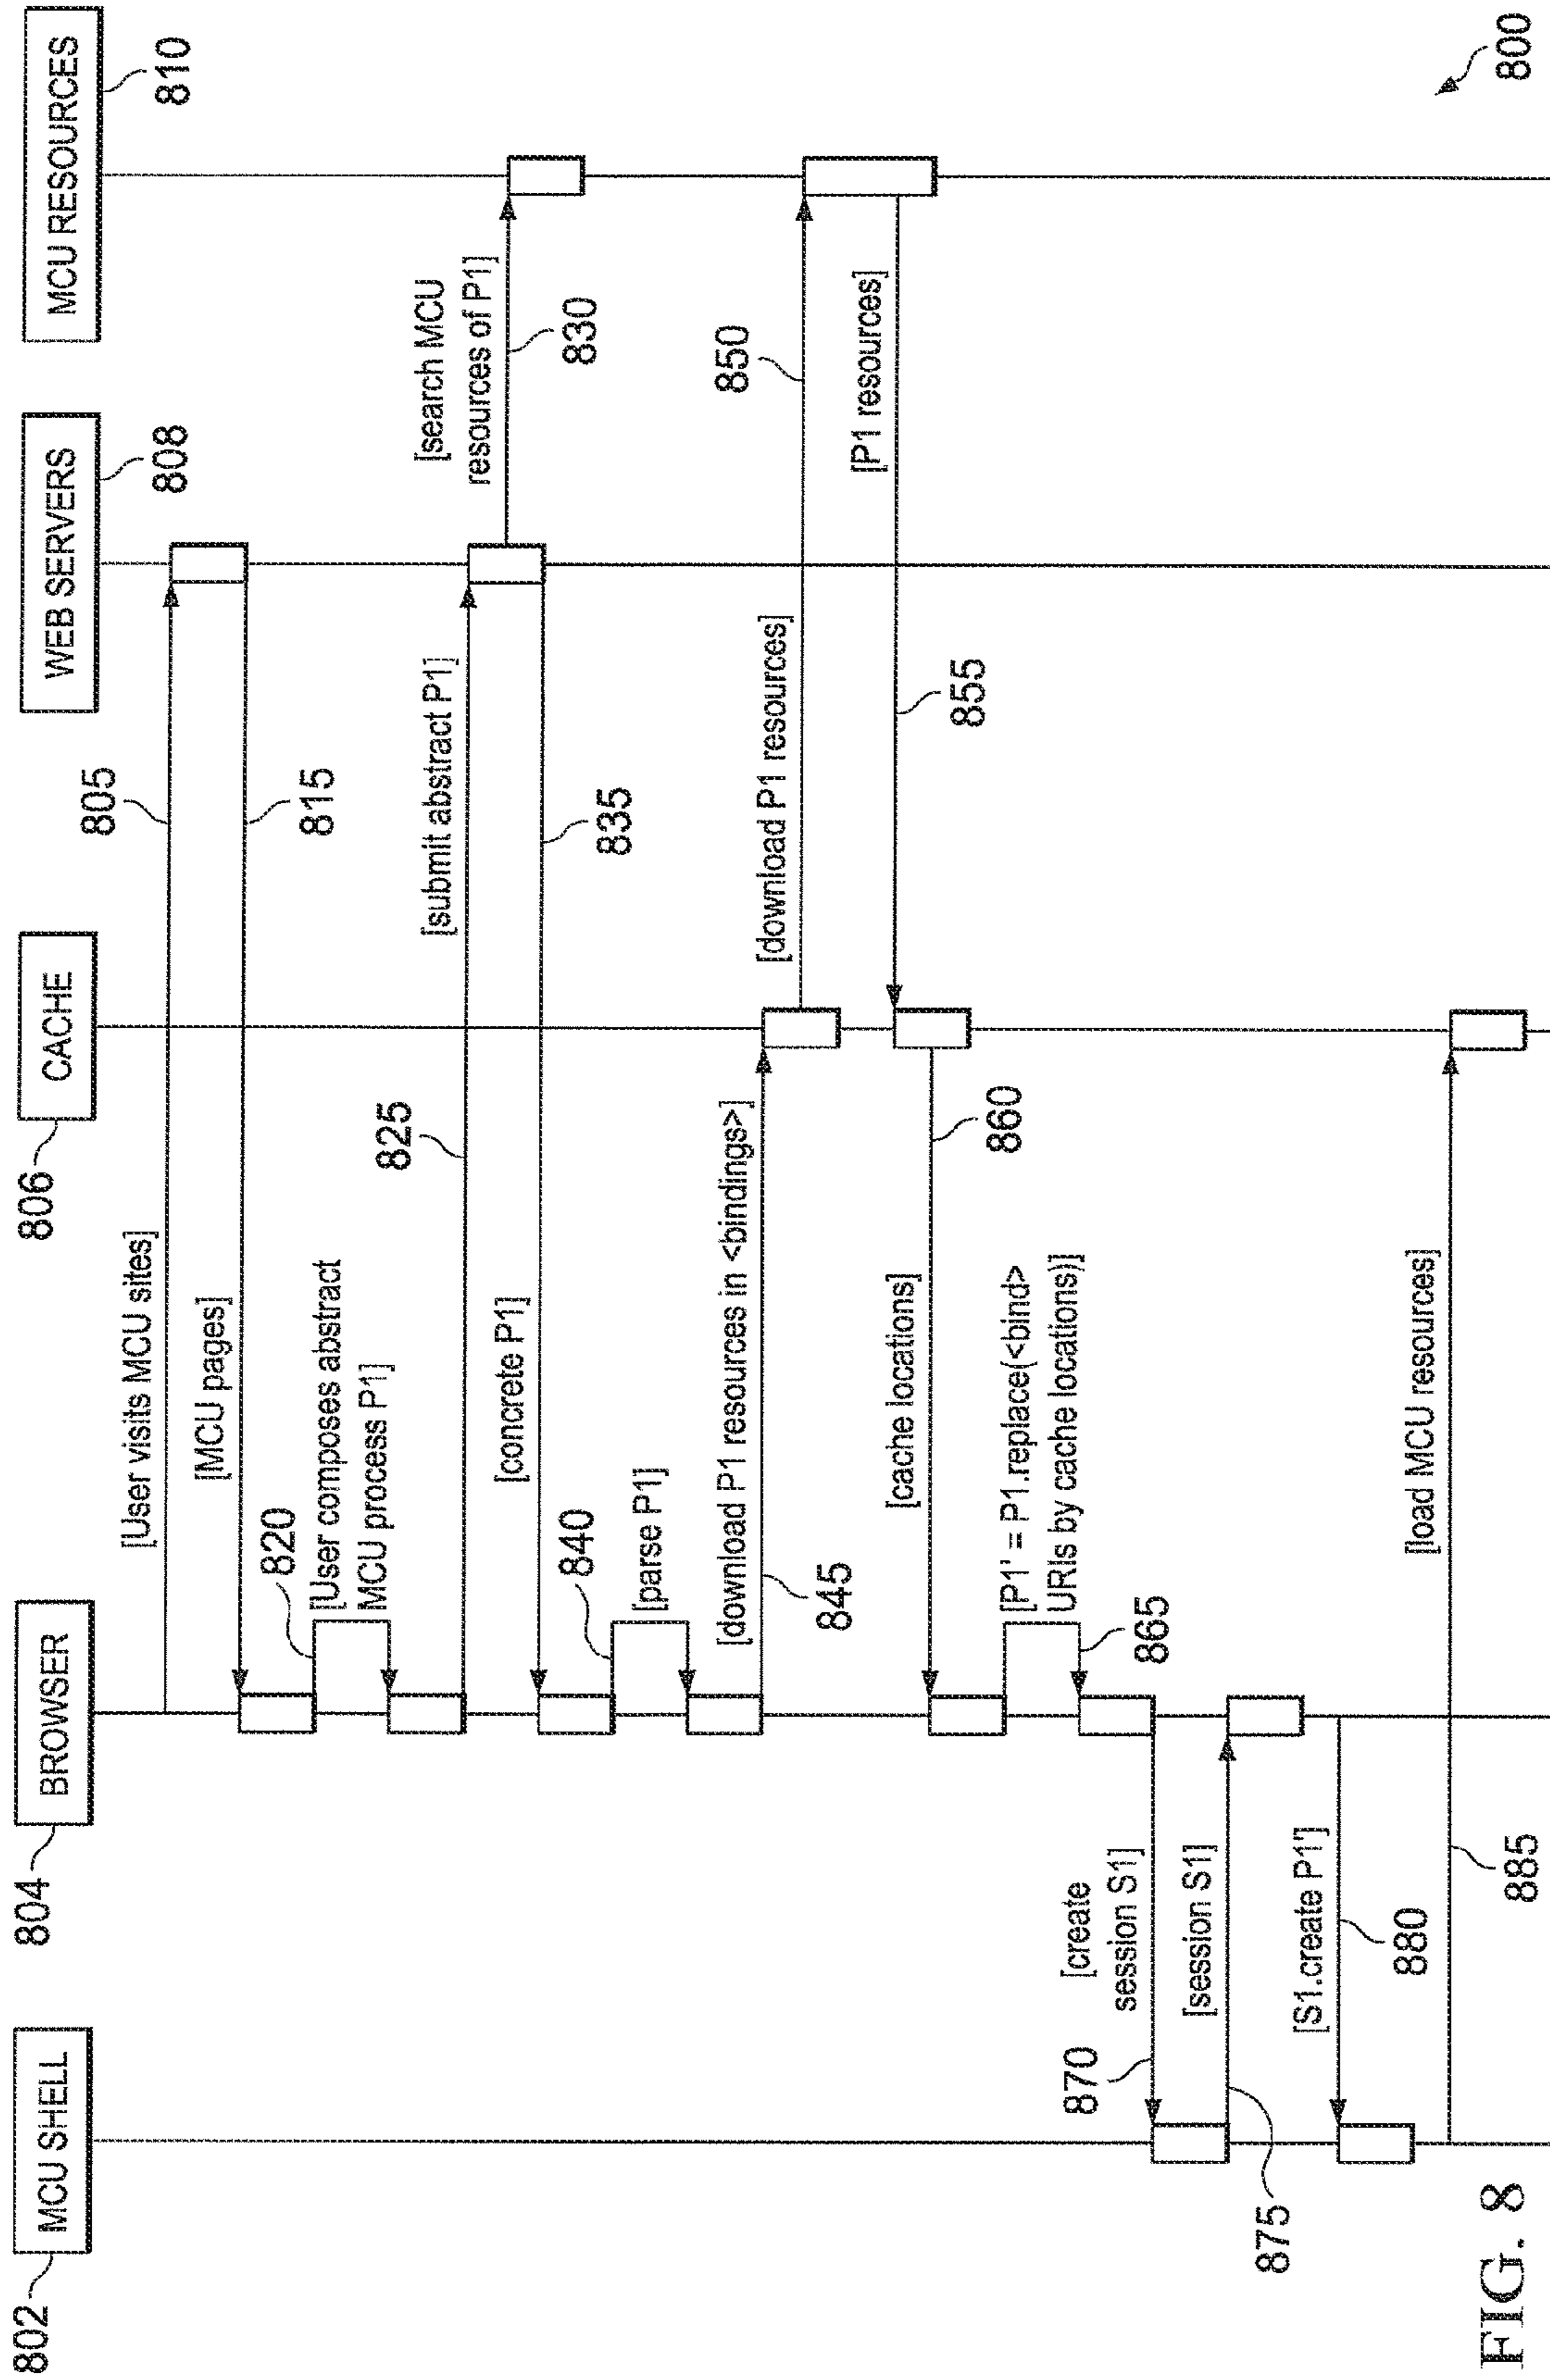 MCU SHELL
802
BROWSER
804
CACHE
806
WEB SERVERS
808
MCU RESOURCES
810
[User visits MCU sites]
805
[MCU pages]
815
820
[User composes abstract
MCU process P1]
825
[submit abstract P1]
[search MCU
resources of P1]
830
[concrete P1]
835
840
[parse P1]
[download P1 resources in <bindings>]
845
[download P1 resources]
850
[P1 resources]
855
[cache locations]
860
[P1' = P1.replace(<bind>
URIs by cache locations)]
865
870
[create
session S1]
[session S1]
875
[S1.create P1']
880
[load MCU resources]
885
800
FIG. 8